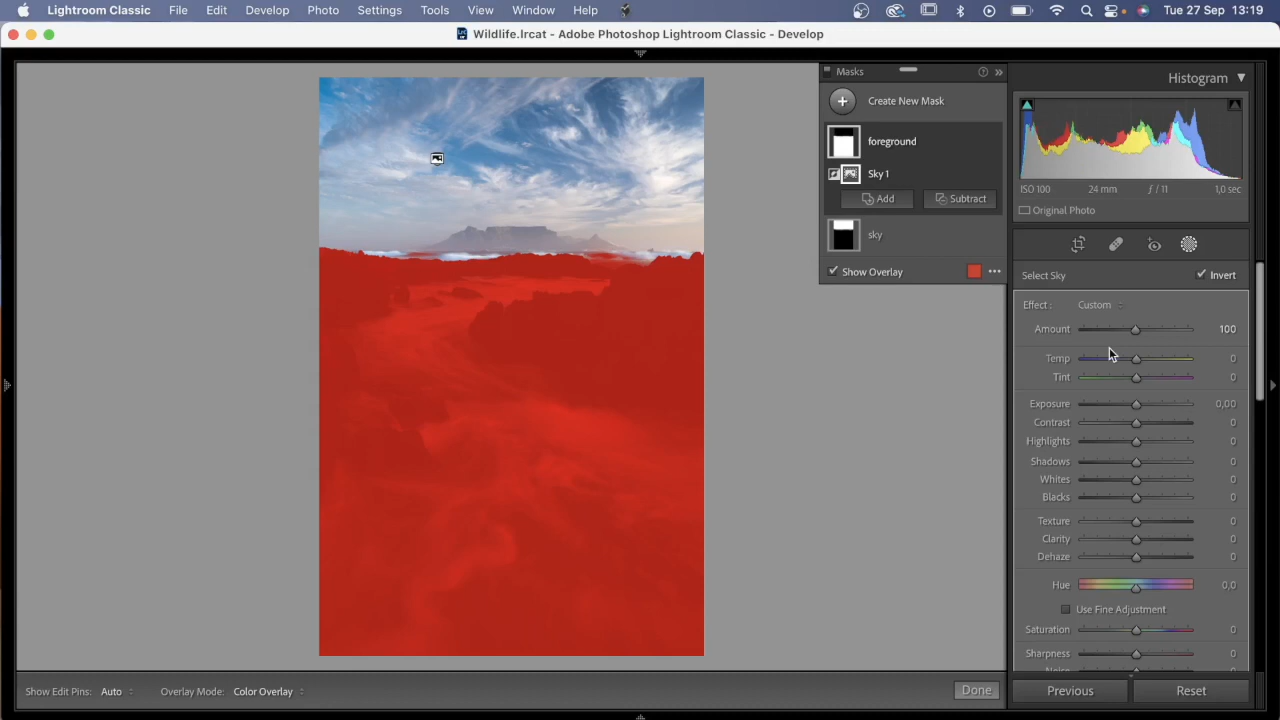 Lightroom Classic File Edit Develop Photo Settings Tools View Window Help Tue 27 Sep 13:19
Wildlife.lrcat - Adobe Photoshop Lightroom Classic - Develop
Masks
Create New Mask
foreground
Sky 1
Add Subtract
sky
Show Overlay
Histogram
ISO 100 24 mm ƒ / 11 1,0 sec
Original Photo
Select Sky Invert
Effect : Custom
Amount 100
Temp 0
Tint 0
Exposure 0,00
Contrast 0
Highlights 0
Shadows 0
Whites 0
Blacks 0
Texture 0
Clarity 0
Dehaze 0
Hue 0,0
Use Fine Adjustment
Saturation 0
Sharpness 0
Show Edit Pins: Auto Overlay Mode: Color Overlay Done
Previous Reset